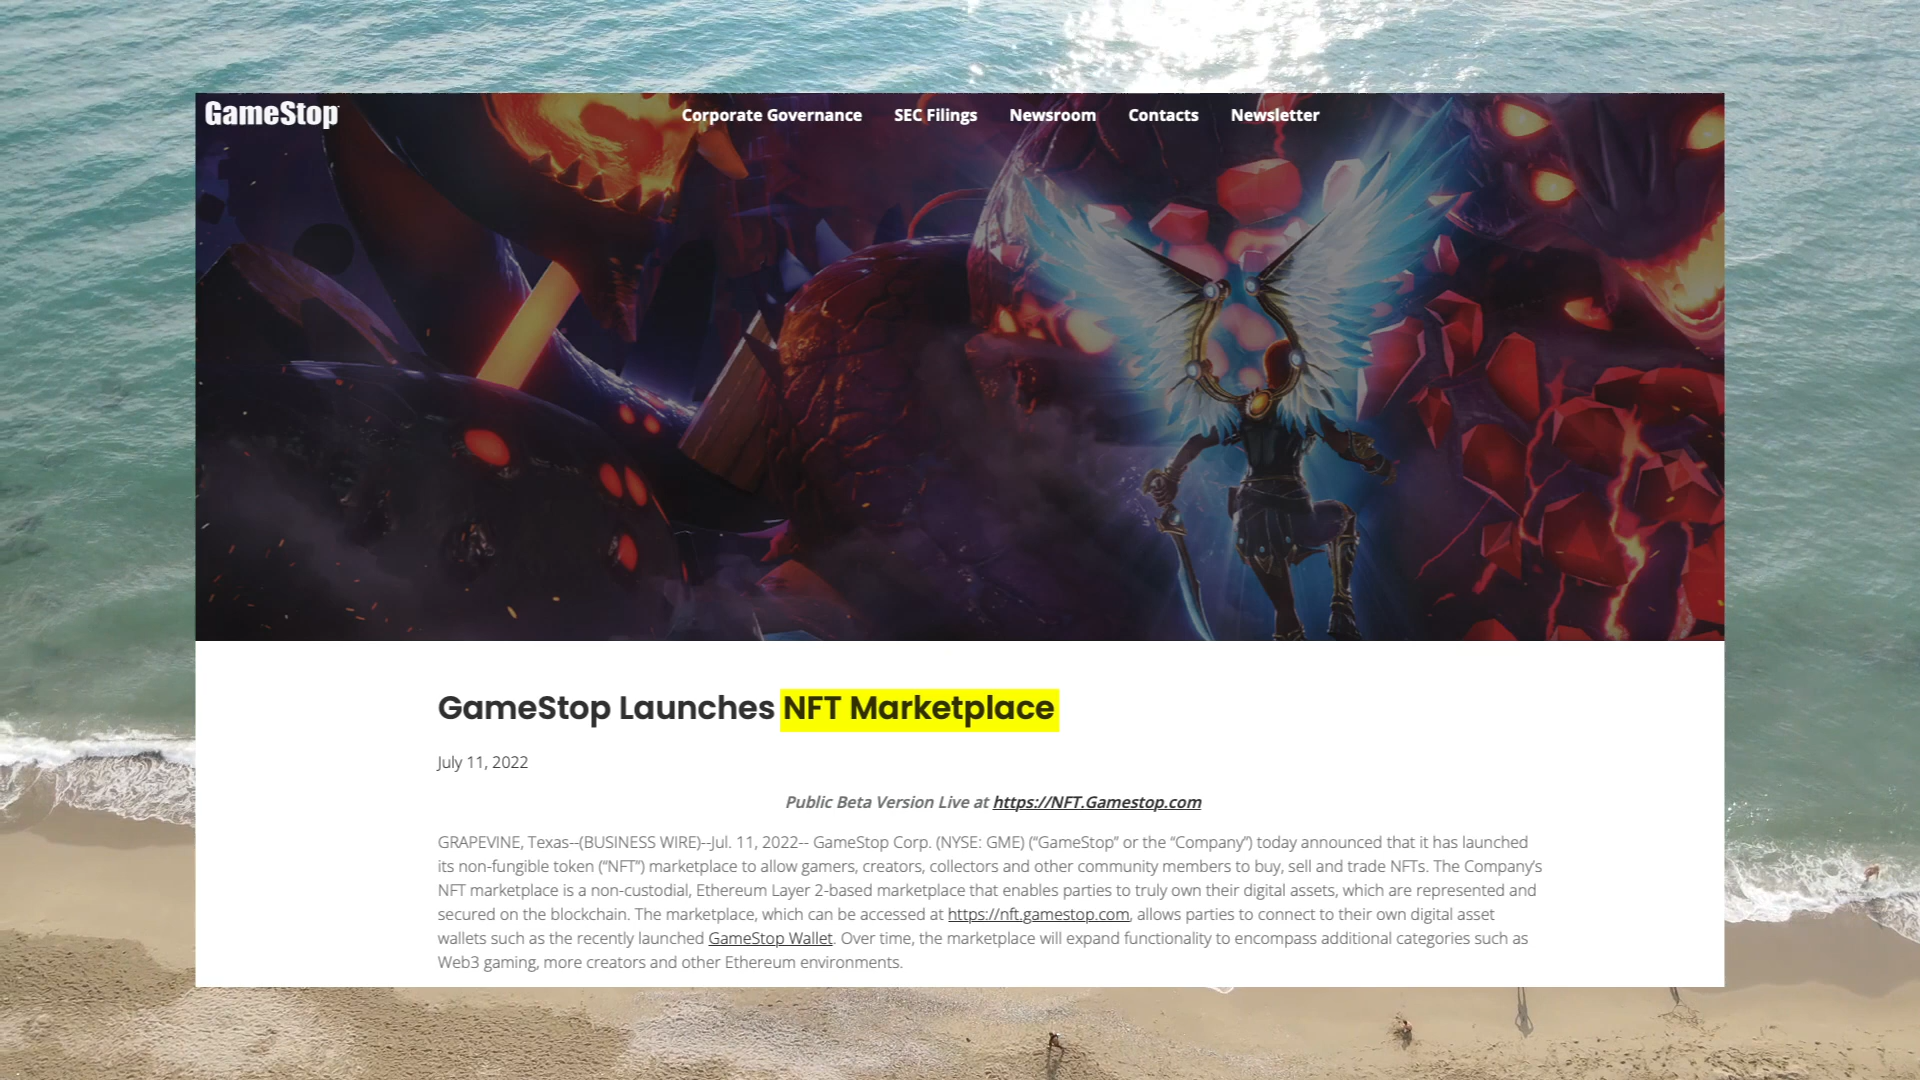 GameStop
Corporate Governance SEC Filings Newsroom Contacts Newsletter
GameStop Launches NFT Marketplace
July 11, 2022
Public Beta Version Live at https://NFT.Gamestop.com
GRAPEVINE, Texas--(BUSINESS WIRE)--Jul. 11, 2022-- GameStop Corp. (NYSE: GME) (“GameStop” or the “Company”) today announced that it has launched
its non-fungible token (“NFT”) marketplace to allow gamers, creators, collectors and other community members to buy, sell and trade NFTs. The Company’s
NFT marketplace is a non-custodial, Ethereum Layer 2-based marketplace that enables parties to truly own their digital assets, which are represented and
secured on the blockchain. The marketplace, which can be accessed at https://nft.gamestop.com, allows parties to connect to their own digital asset
wallets such as the recently launched GameStop Wallet. Over time, the marketplace will expand functionality to encompass additional categories such as
Web3 gaming, more creators and other Ethereum environments.